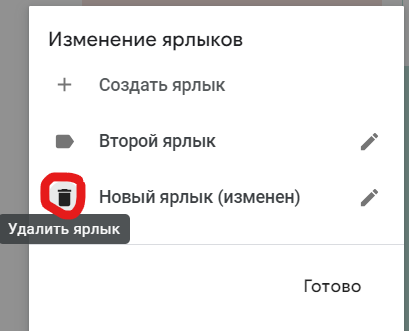 Изменение ярлыков
Создать ярлык
Второй ярлык
Новый ярлык (изменен)
Удалить ярлык
Готово